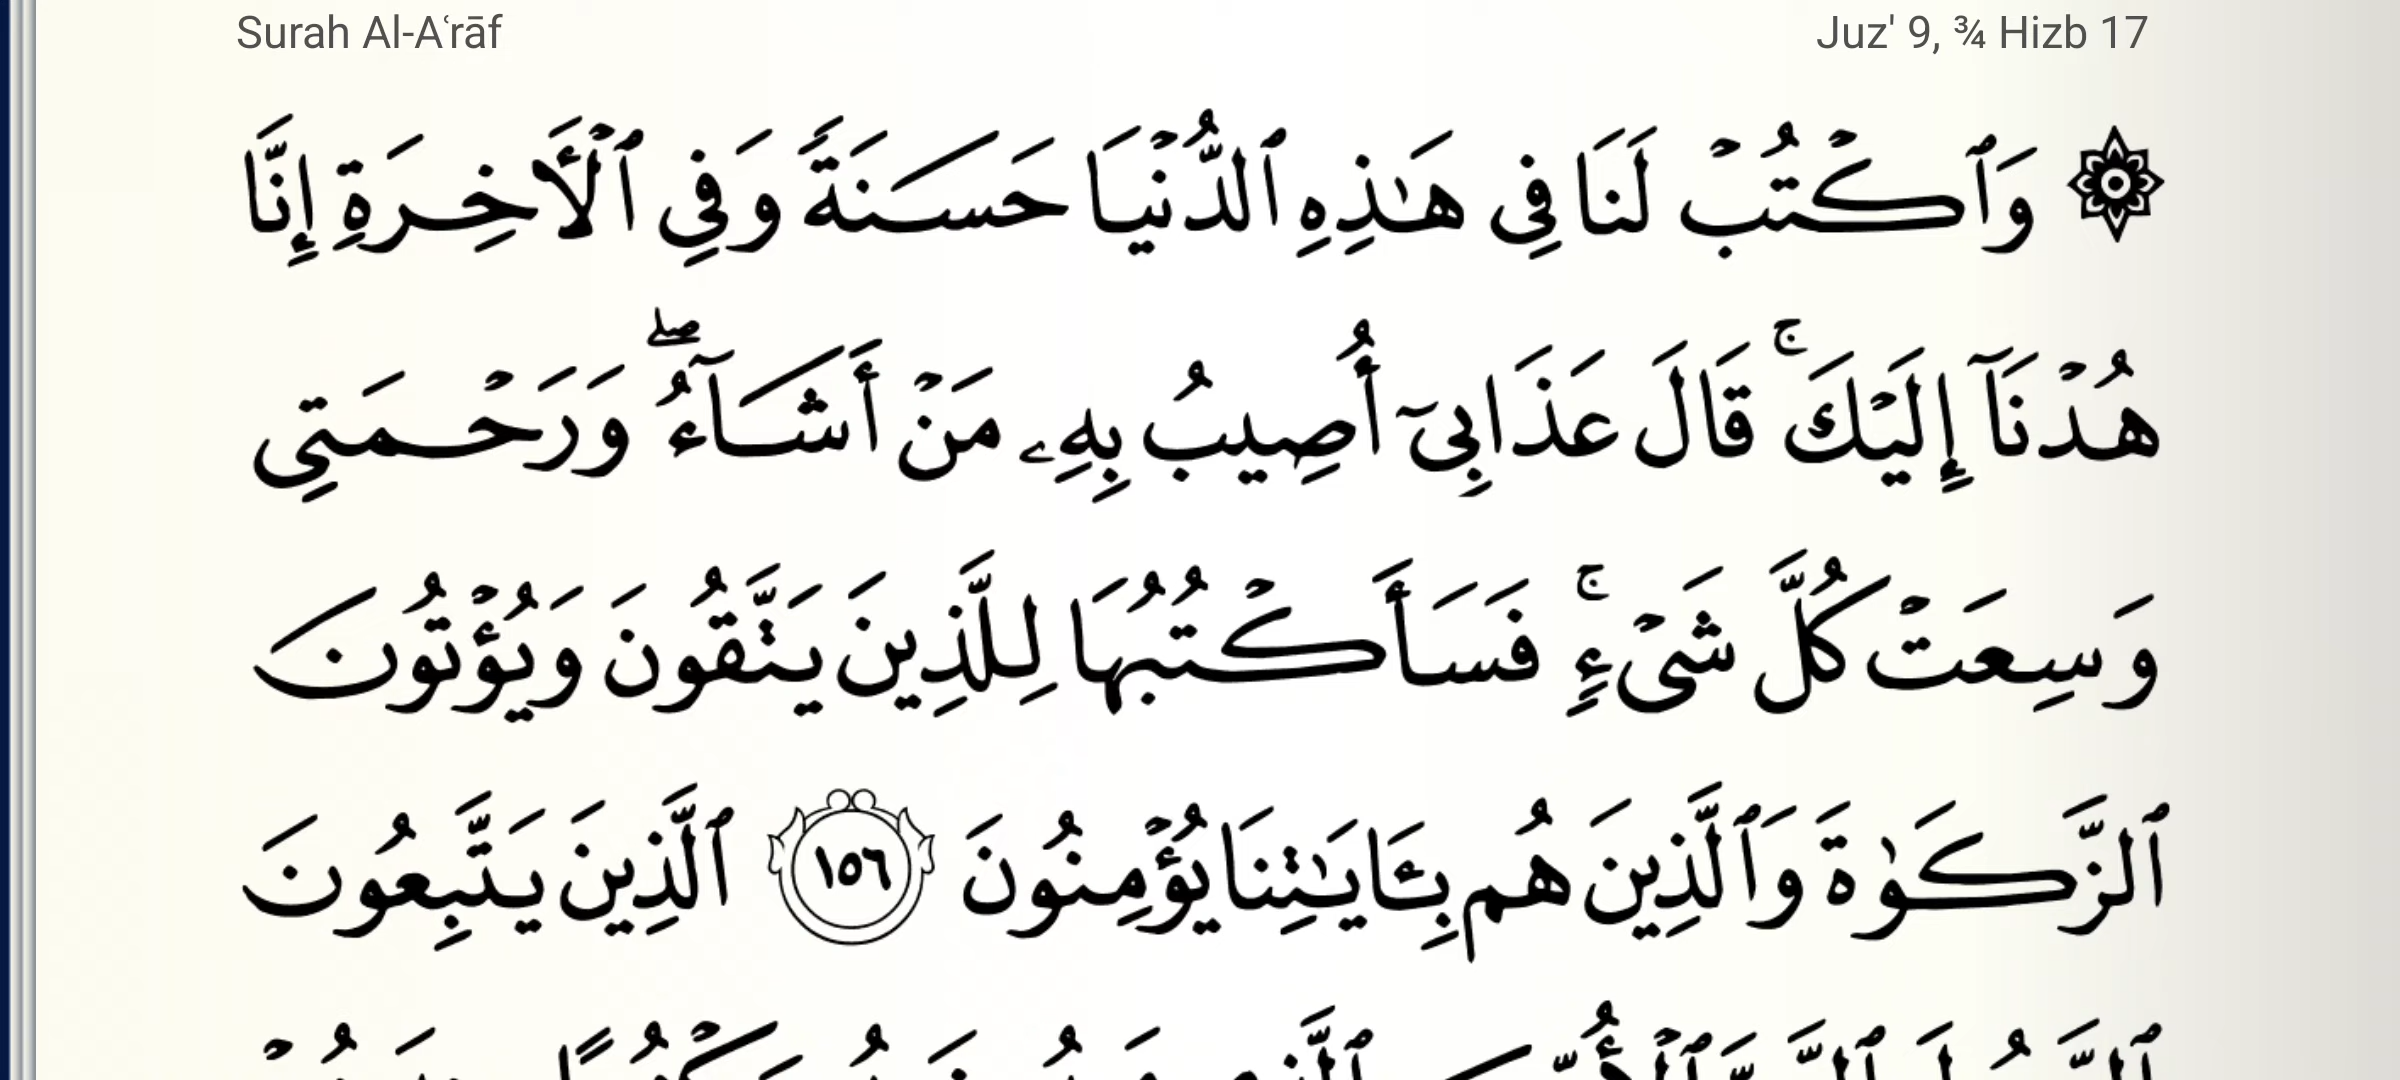 Surah Al-Aʿrāf
Juz' 9, ¾ Hizb 17
۞ وَٱكۡتُبۡ لَنَا فِي هَٰذِهِ ٱلدُّنۡيَا حَسَنَةٗ وَفِي ٱلۡأٓخِرَةِ إِنَّا
هُدۡنَآ إِلَيۡكَۚ قَالَ عَذَابِيٓ أُصِيبُ بِهِۦ مَنۡ أَشَآءُۖ وَرَحۡمَتِي
وَسِعَتۡ كُلَّ شَيۡءٖۚ فَسَأَكۡتُبُهَا لِلَّذِينَ يَتَّقُونَ وَيُؤۡتُونَ
ٱلزَّكَوٰةَ وَٱلَّذِينَ هُم بِـَٔايَٰتِنَا يُؤۡمِنُونَ ١٥٦ ٱلَّذِينَ يَتَّبِعُونَ